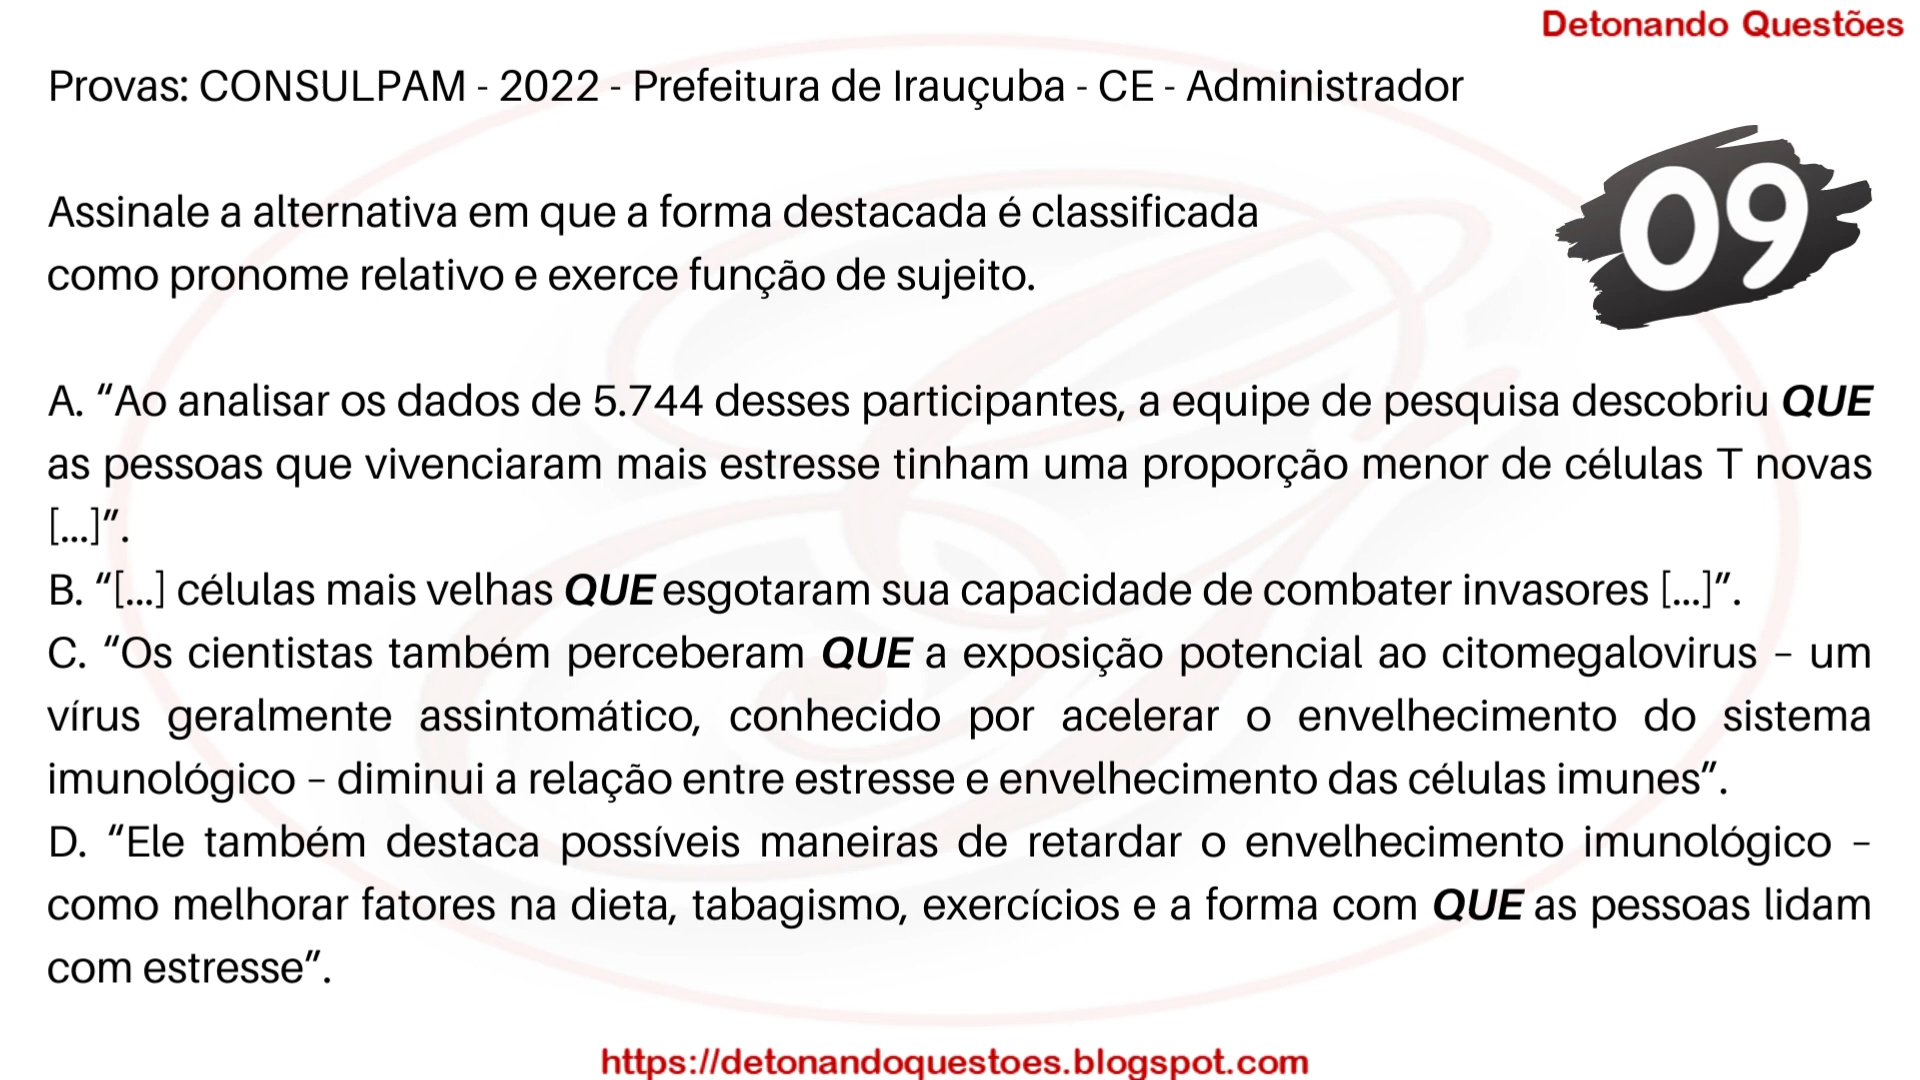 Detonando Questões
Provas: CONSULPAM - 2022 - Prefeitura de Irauçuba - CE - Administrador
09
Assinale a alternativa em que a forma destacada é classificada
como pronome relativo e exerce função de sujeito.
A. “Ao analisar os dados de 5.744 desses participantes, a equipe de pesquisa descobriu QUE
as pessoas que vivenciaram mais estresse tinham uma proporção menor de células T novas
[...]”.
B. “[...] células mais velhas QUE esgotaram sua capacidade de combater invasores [...]”.
C. “Os cientistas também perceberam QUE a exposição potencial ao citomegalovirus – um
vírus geralmente assintomático, conhecido por acelerar o envelhecimento do sistema
imunológico – diminui a relação entre estresse e envelhecimento das células imunes”.
D. “Ele também destaca possíveis maneiras de retardar o envelhecimento imunológico –
como melhorar fatores na dieta, tabagismo, exercícios e a forma com QUE as pessoas lidam
com estresse”.
https://detonandoquestoes.blogspot.com